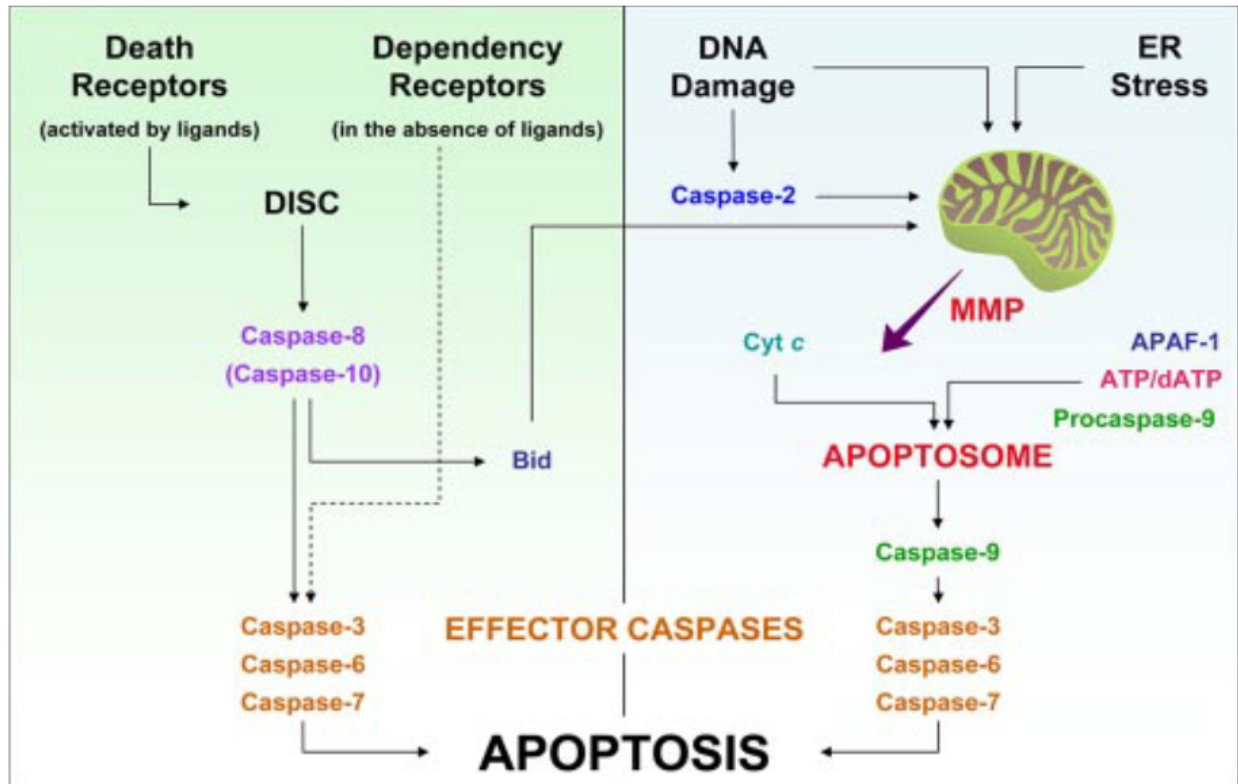 Death
Receptors
(activated by ligands)
Dependency
Receptors
(in the absence of ligands)
DISC
Caspase-8
(Caspase-10)
Bid
Caspase-3
Caspase-6
Caspase-7
DNA
Damage
ER
Stress
Caspase-2
MMP
Cyt c
APAF-1
ATP/dATP
Procaspase-9
APOPTOSOME
Caspase-9
EFFECTOR CASPASES
Caspase-3
Caspase-6
Caspase-7
APOPTOSIS